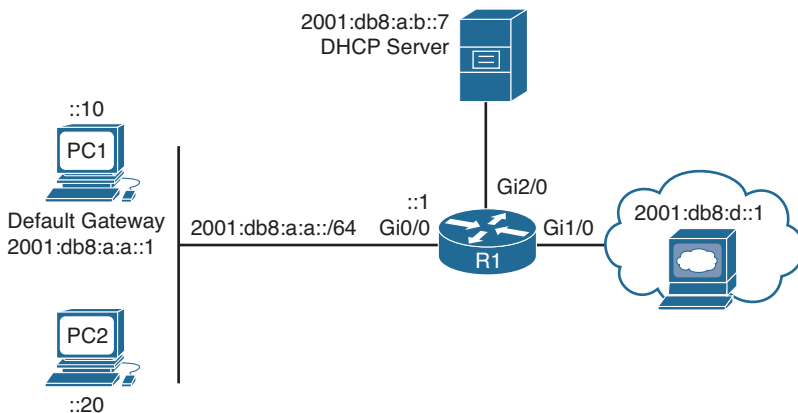 2001:db8:a:b::7
DHCP Server
::10
PC1
Default Gateway
2001:db8:a:a::1
2001:db8:a:a::/64
::1
Gi0/0
Gi2/0
Gi1/0
R1
2001:db8:d::1
PC2
::20